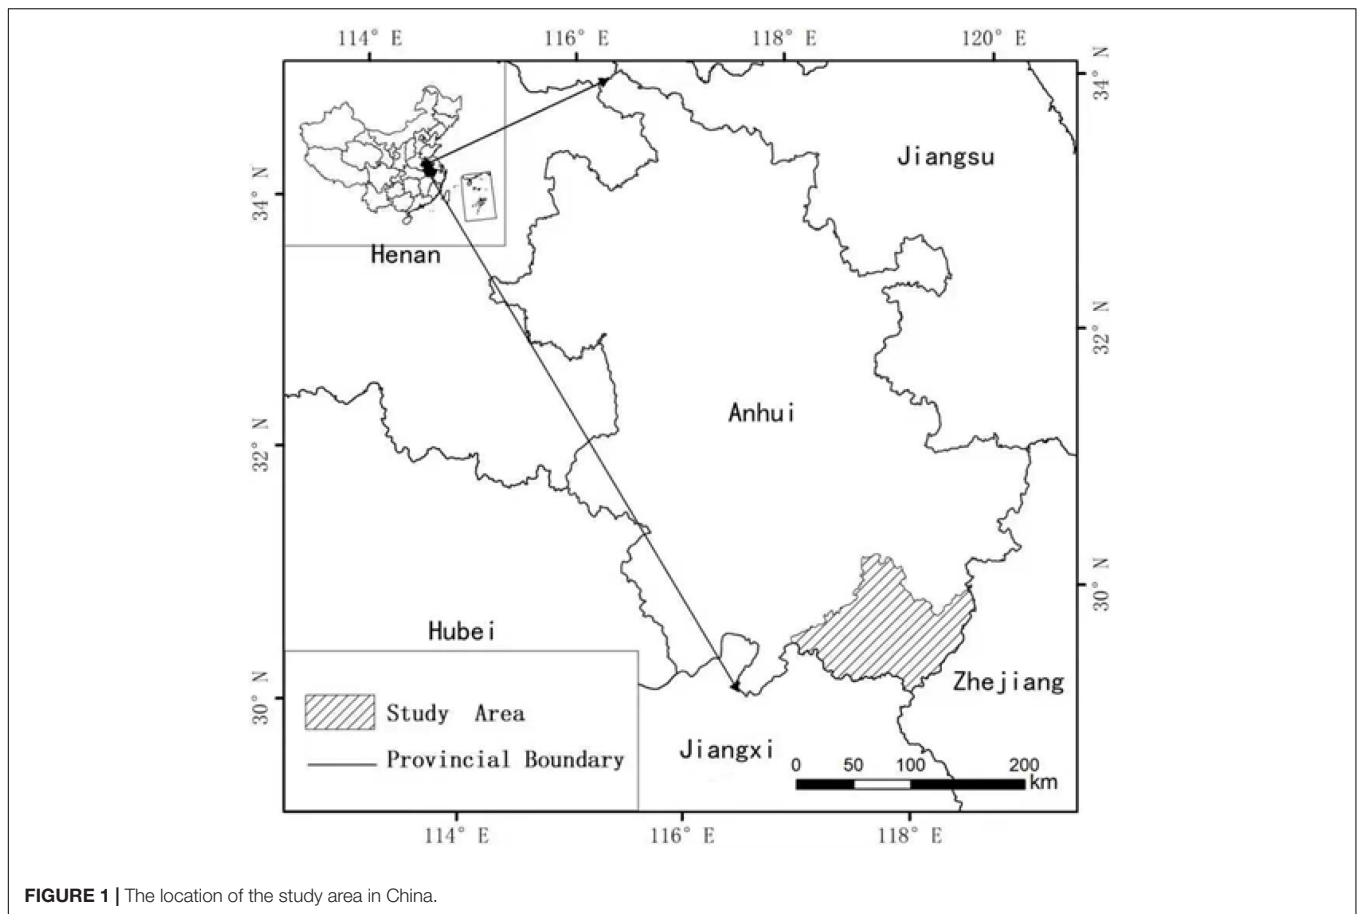 114° E 116° E 118° E 120° E
34° N
34° N
Jiangsu
Henan
32° N
Anhui
32° N
30° N
Hubei
Zhejiang
30° N
Study Area
Jiangxi
Provincial Boundary
0 50 100 200
km
114° E 116° E 118° E
FIGURE 1 | The location of the study area in China.